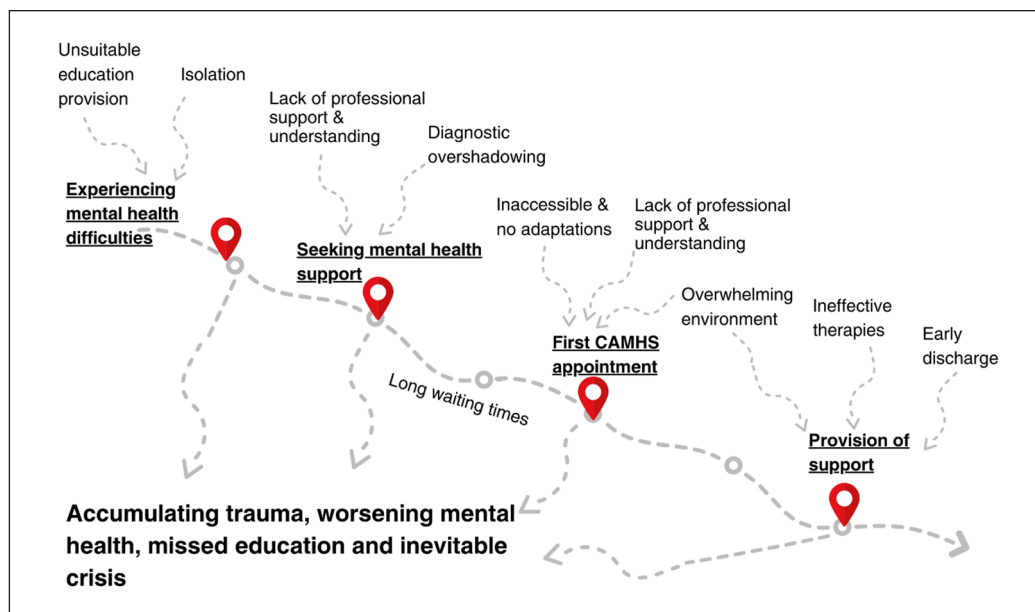 Unsuitable
education
provision
Isolation
Lack of professional
support &
understanding
Diagnostic
overshadowing
Experiencing
mental health
difficulties
Seeking mental health
support
Inaccessible &
no adaptations
Lack of professional
support &
understanding
Overwhelming
environment
Ineffective
therapies
Early
discharge
First CAMHS
appointment
Long waiting times
Provision of
support
Accumulating trauma, worsening mental
health, missed education and inevitable
crisis